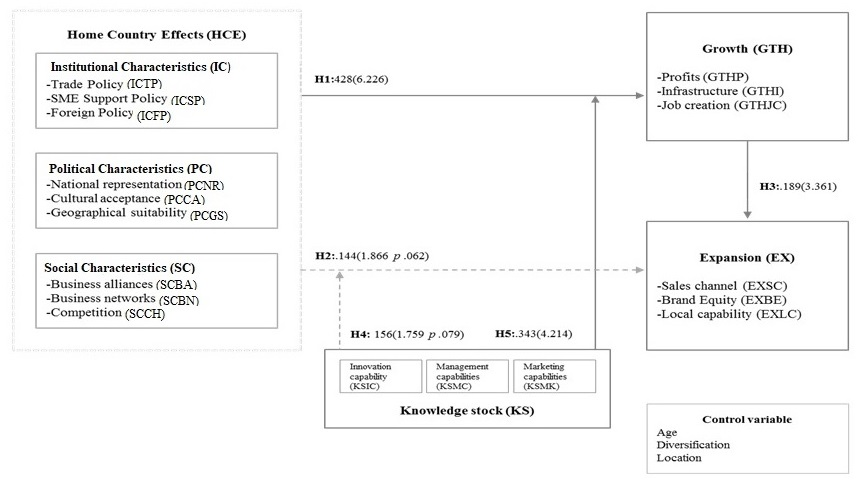 Home Country Effects (HCE)
Institutional Characteristics (IC)
-Trade Policy (ICTP)
-SME Support Policy (ICSP)
-Foreign Policy (ICFP)
Political Characteristics (PC)
-National representation (PCNR)
-Cultural acceptance (PCCA)
-Geographical suitability (PCGS)
Social Characteristics (SC)
-Business alliances (SCBA)
-Business networks (SCBN)
-Competition (SCCH)
H1:428(6.226)
H2:.144(1.866 p .062)
H4: 156(1.759 p .079)
H5:.343(4.214)
Innovation
capability
(KSIC)
Management
capabilities
(KSMC)
Marketing
capabilities
(KSMK)
Knowledge stock (KS)
Growth (GTH)
-Profits (GTHP)
-Infrastructure (GTHI)
-Job creation (GTHJC)
H3:.189(3.361)
Expansion (EX)
-Sales channel (EXSC)
-Brand Equity (EXBE)
-Local capability (EXLC)
Control variable
Age
Diversification
Location